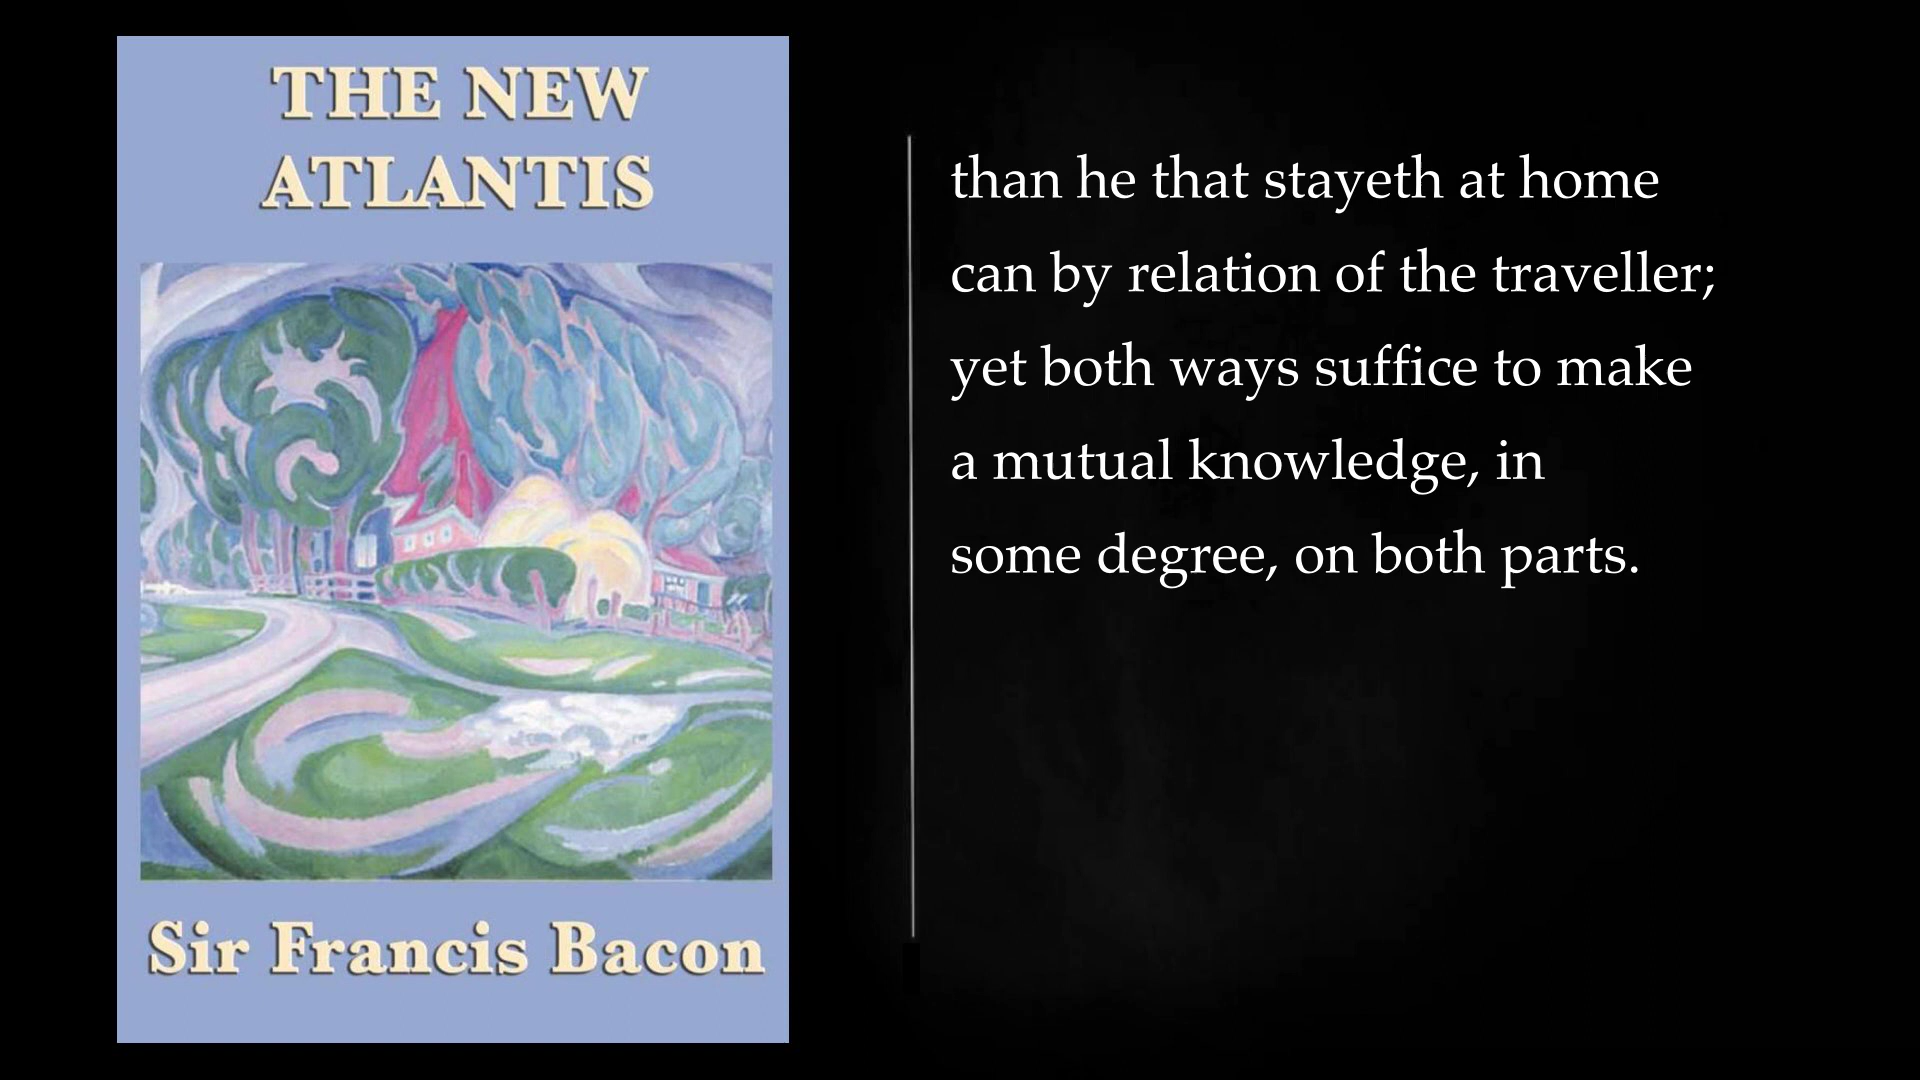 THE NEW
ATLANTIS
Sir Francis Bacon
than he that stayeth at home
can by relation of the traveller;
yet both ways suffice to make
a mutual knowledge, in
some degree, on both parts.